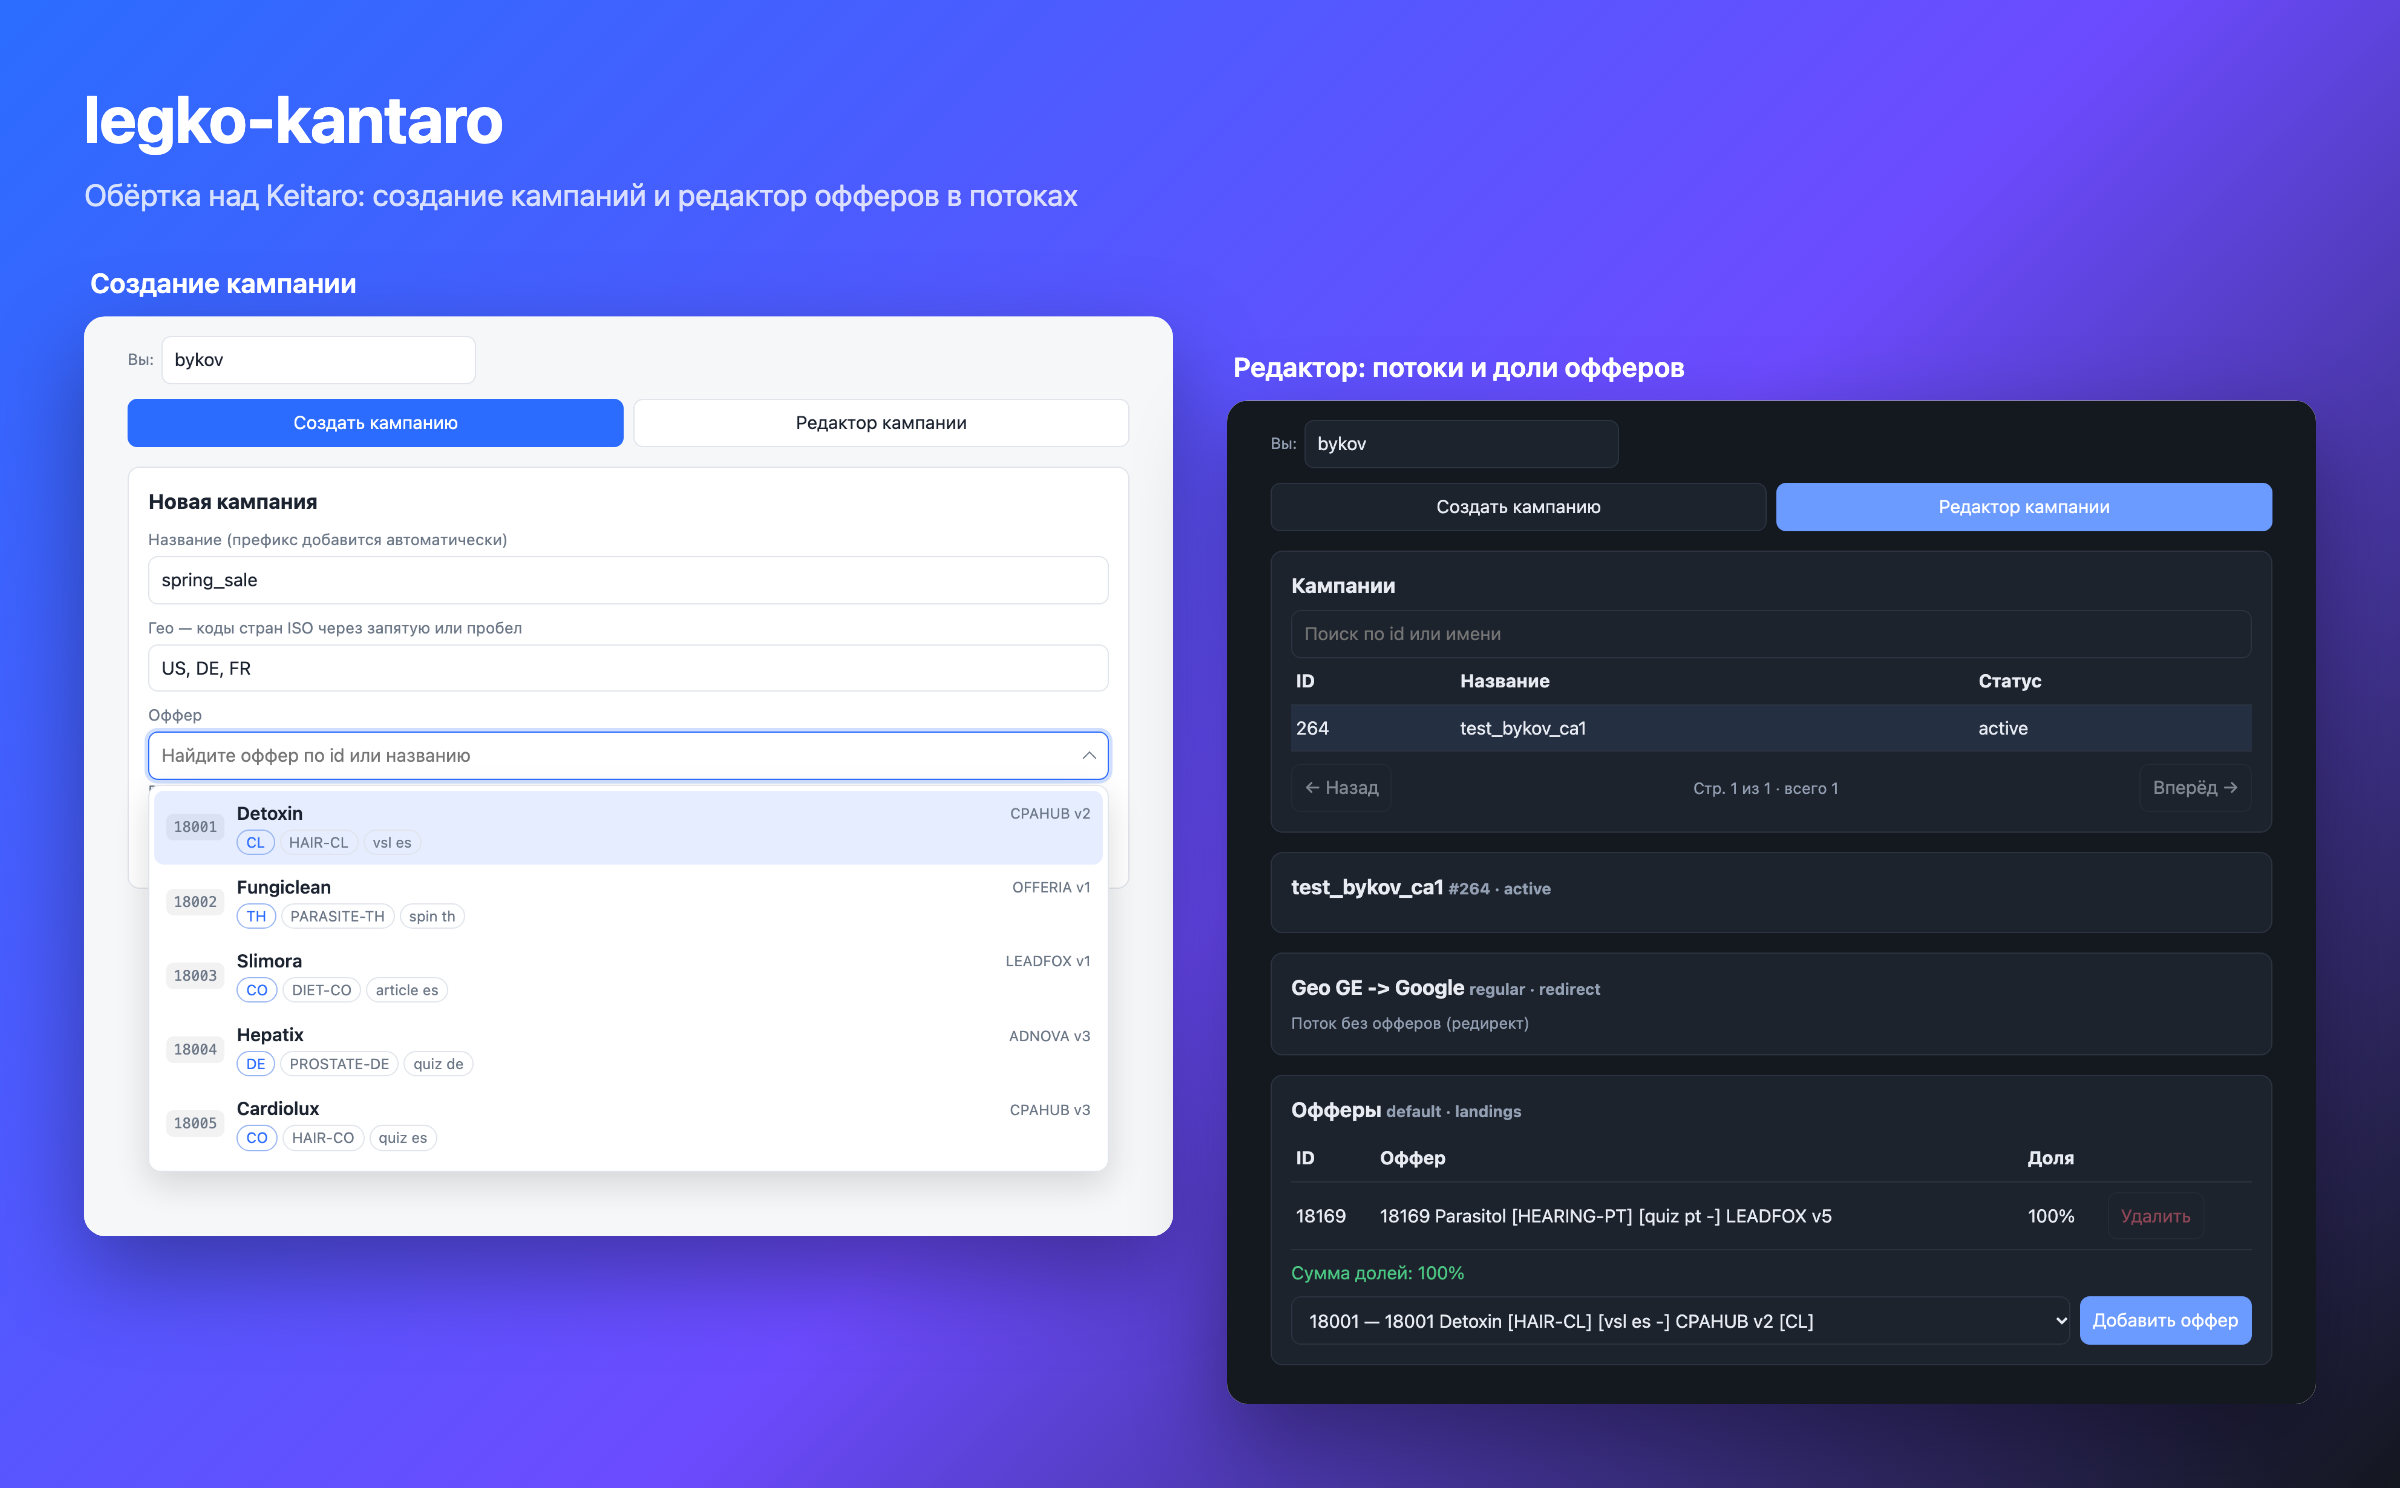 legko-kantaro
Обёртка над Keitaro: создание кампаний и редактор офферов в потоках
Создание кампании
Вы: bykov
Создать кампанию Редактор кампании
Новая кампания
Название (префикс добавится автоматически)
spring_sale
Гео — коды стран ISO через запятую или пробел
US, DE, FR
Оффер
Найдите оффер по id или названию
18001 Detoxin CPAHUB v2
CL HAIR-CL vsl es
18002 Fungiclean OFFERIA v1
TH PARASITE-TH spin th
18003 Slimora LEADFOX v1
CO DIET-CO article es
18004 Hepatix ADNOVA v3
DE PROSTATE-DE quiz de
18005 Cardiolux CPAHUB v3
CO HAIR-CO quiz es
Редактор: потоки и доли офферов
Вы: bykov
Создать кампанию Редактор кампании
Кампании
Поиск по id или имени
ID Название Статус
264 test_bykov_ca1 active
← Назад Стр. 1 из 1 · всего 1 Вперёд →
test_bykov_ca1 #264 · active
Geo GE -> Google regular · redirect
Поток без офферов (редирект)
Офферы default · landings
ID Оффер Доля
18169 18169 Parasitol [HEARING-PT] [quiz pt -] LEADFOX v5 100% Удалить
Сумма долей: 100%
18001 — 18001 Detoxin [HAIR-CL] [vsl es -] CPAHUB v2 [CL] Добавить оффер